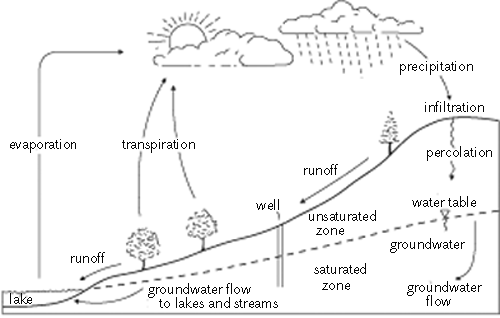 precipitation
infiltration
evaporation
transpiration
percolation
runoff
well
water table
unsaturated
zone
groundwater
runoff
saturated
zone
lake
groundwater flow
to lakes and streams
groundwater
flow